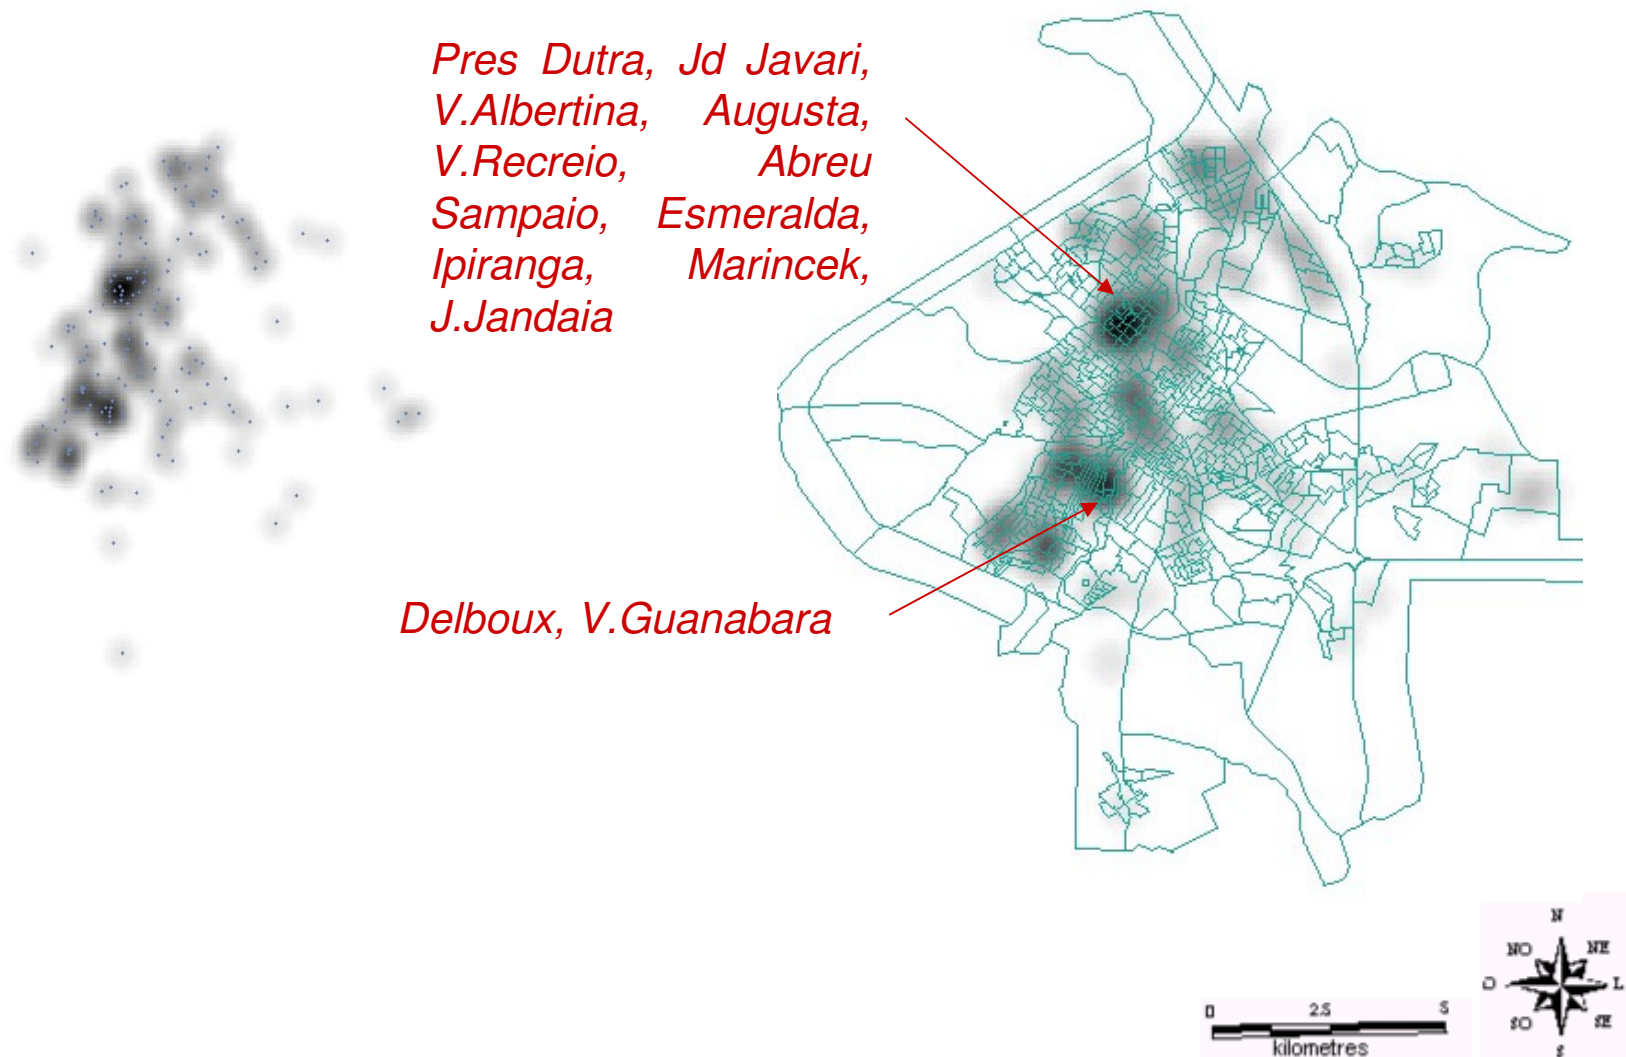 Pres Dutra, Jd Javari,
V.Albertina, Augusta,
V.Recreio, Abreu
Sampaio, Esmeralda,
Ipiranga, Marincek,
J.Jandaia
Delboux, V.Guanabara
N
NO NE
O L
SO SE
S
0 2.5 5
kilometres